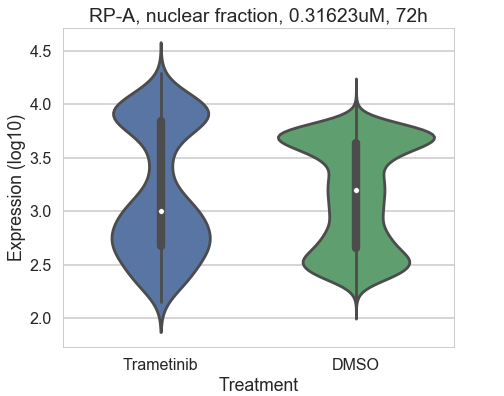 RP-A, nuclear fraction, 0.31623uM, 72h
4.5
4.0
3.5
3.0
2.5
2.0
Expression (log10)
Trametinib DMSO
Treatment